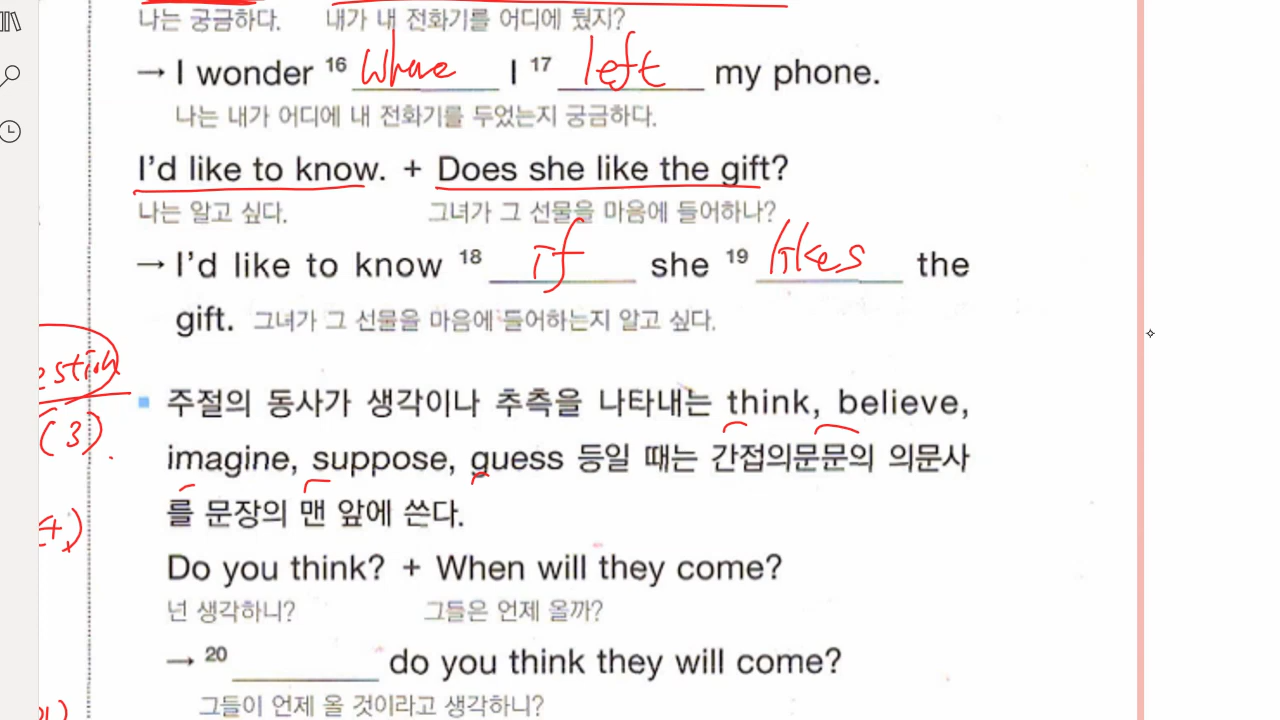 나는 궁금하다. 내가 내 전화기를 어디에 뒀지?
→ I wonder 16 where I 17 left my phone.
나는 내가 어디에 내 전화기를 두었는지 궁금하다.
I'd like to know. + Does she like the gift?
나는 알고 싶다. 그녀가 그 선물을 마음에 들어하나?
→ I'd like to know 18 if she 19 likes the
gift. 그녀가 그 선물을 마음에 들어하는지 알고 싶다.
estion
(3).
▪ 주절의 동사가 생각이나 추측을 나타내는 think, believe,
imagine, suppose, guess 등일 때는 간접의문문의 의문사
를 문장의 맨 앞에 쓴다.
4)
Do you think? + When will they come?
넌 생각하니? 그들은 언제 올까?
→ 20 ________ do you think they will come?
그들이 언제 올 것이라고 생각하니?